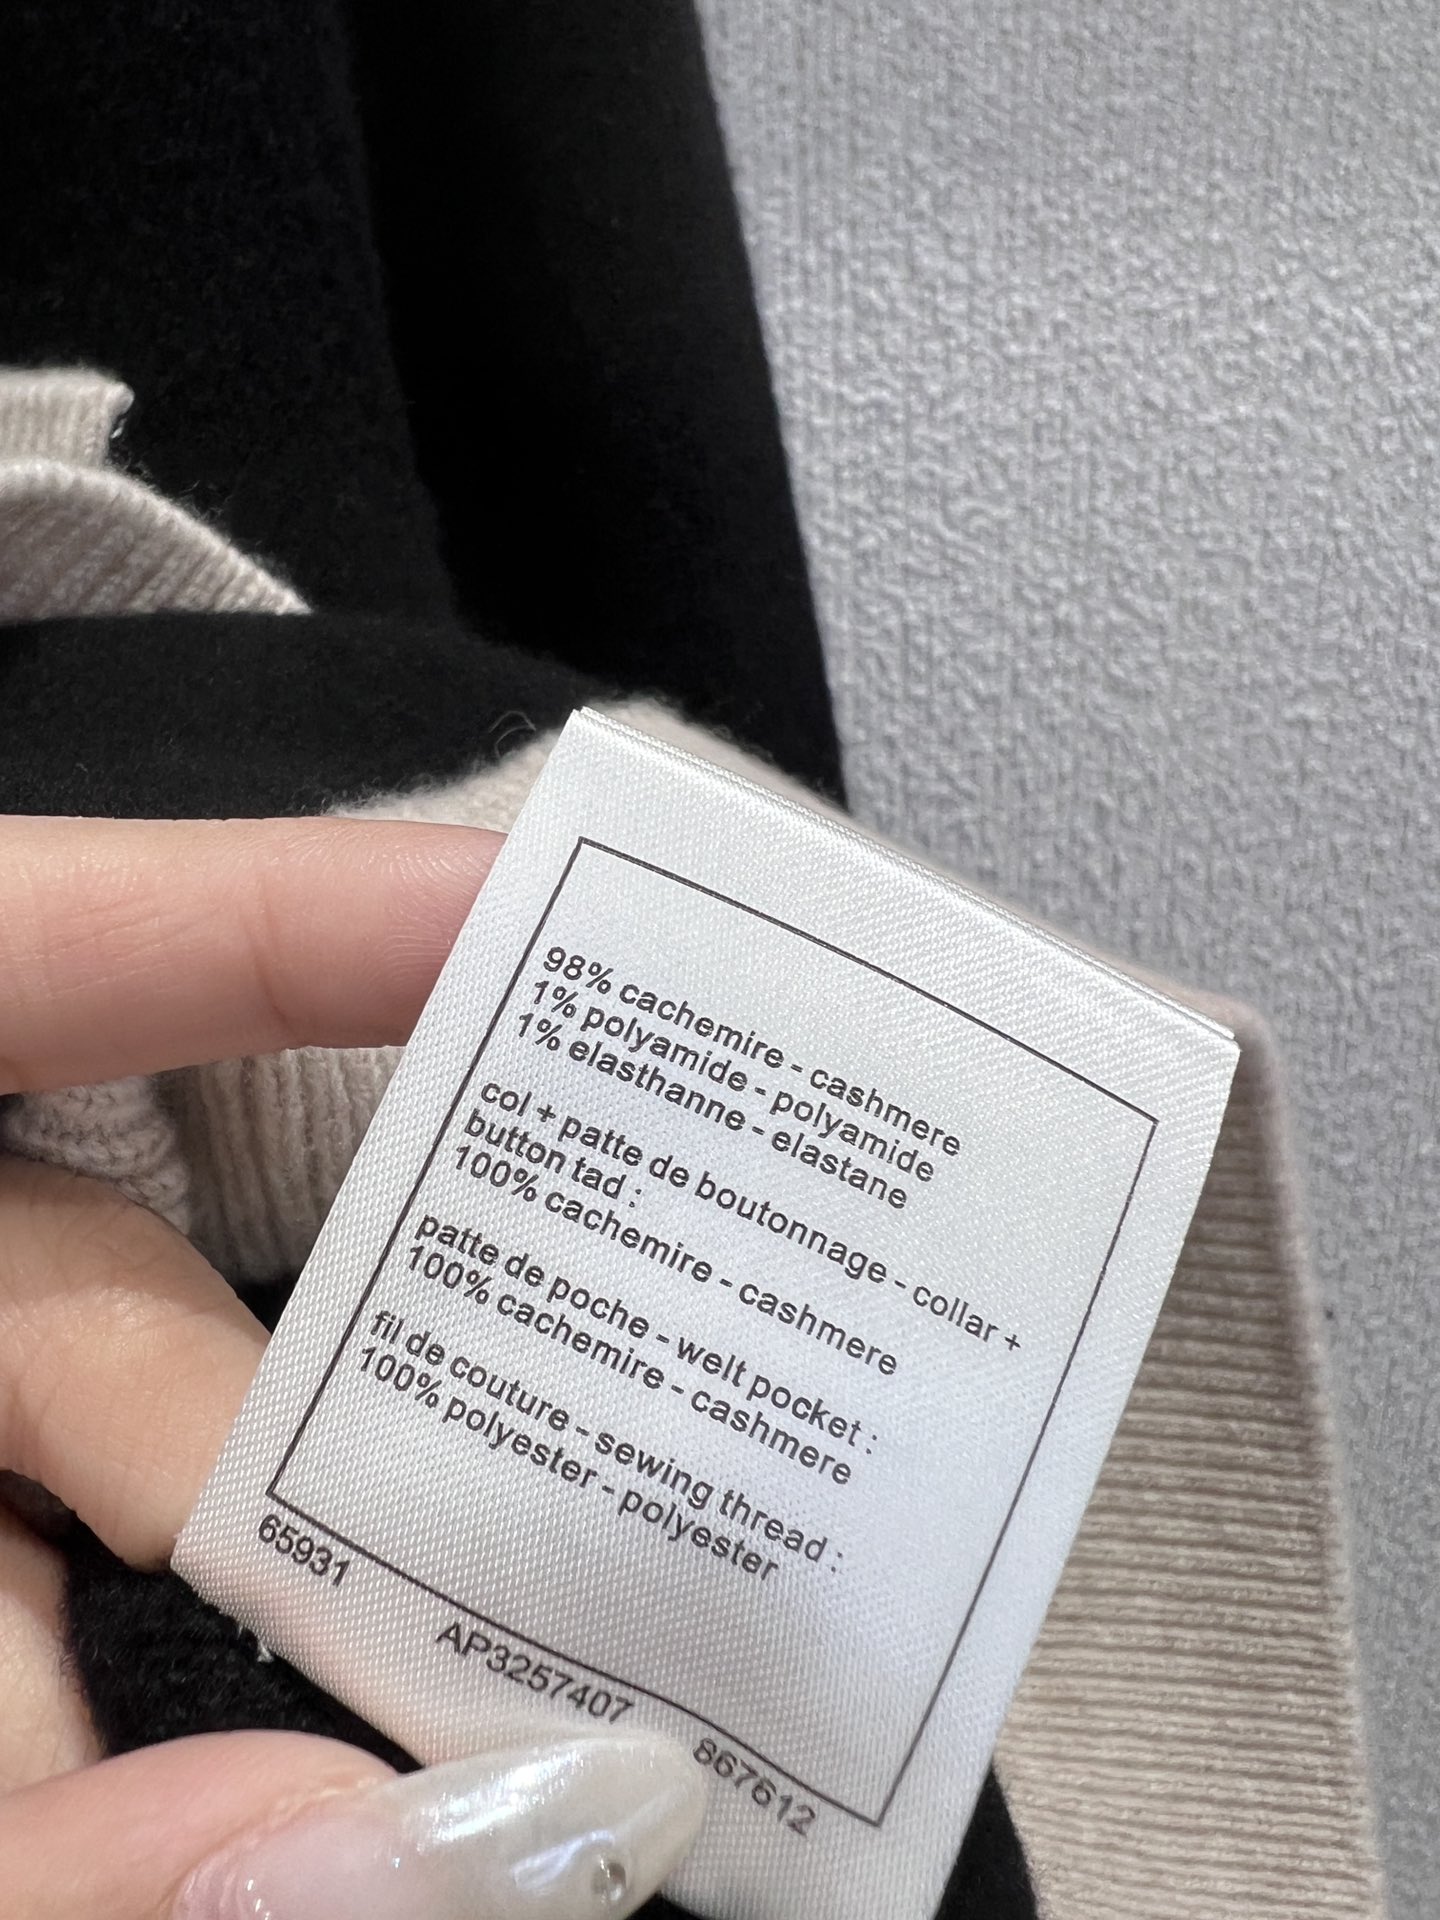 98% cachemire - cashmere
1% polyamide - polyamide
1% elasthanne - elastane
col + patte de boutonnage - collar +
button tad :
100% cachemire - cashmere
patte de poche - welt pocket :
100% cachemire - cashmere
fil de couture - sewing thread :
100% polyester - polyester
65931 AP3257407 867612